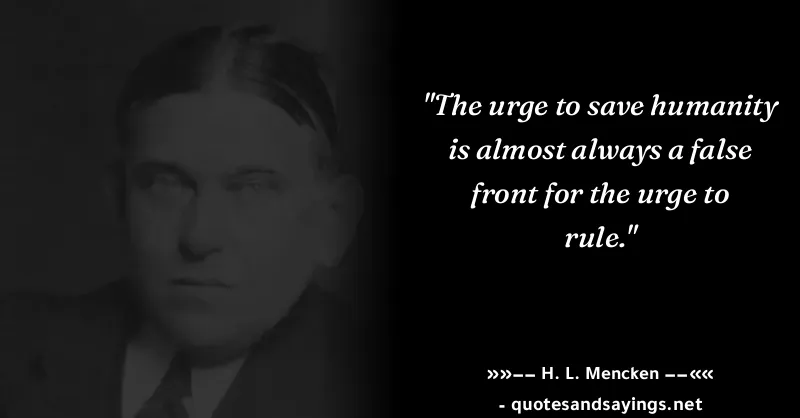 "The urge to save humanity
is almost always a false
front for the urge to
rule."
»»−− H. L. Mencken −−««
- quotesandsayings.net